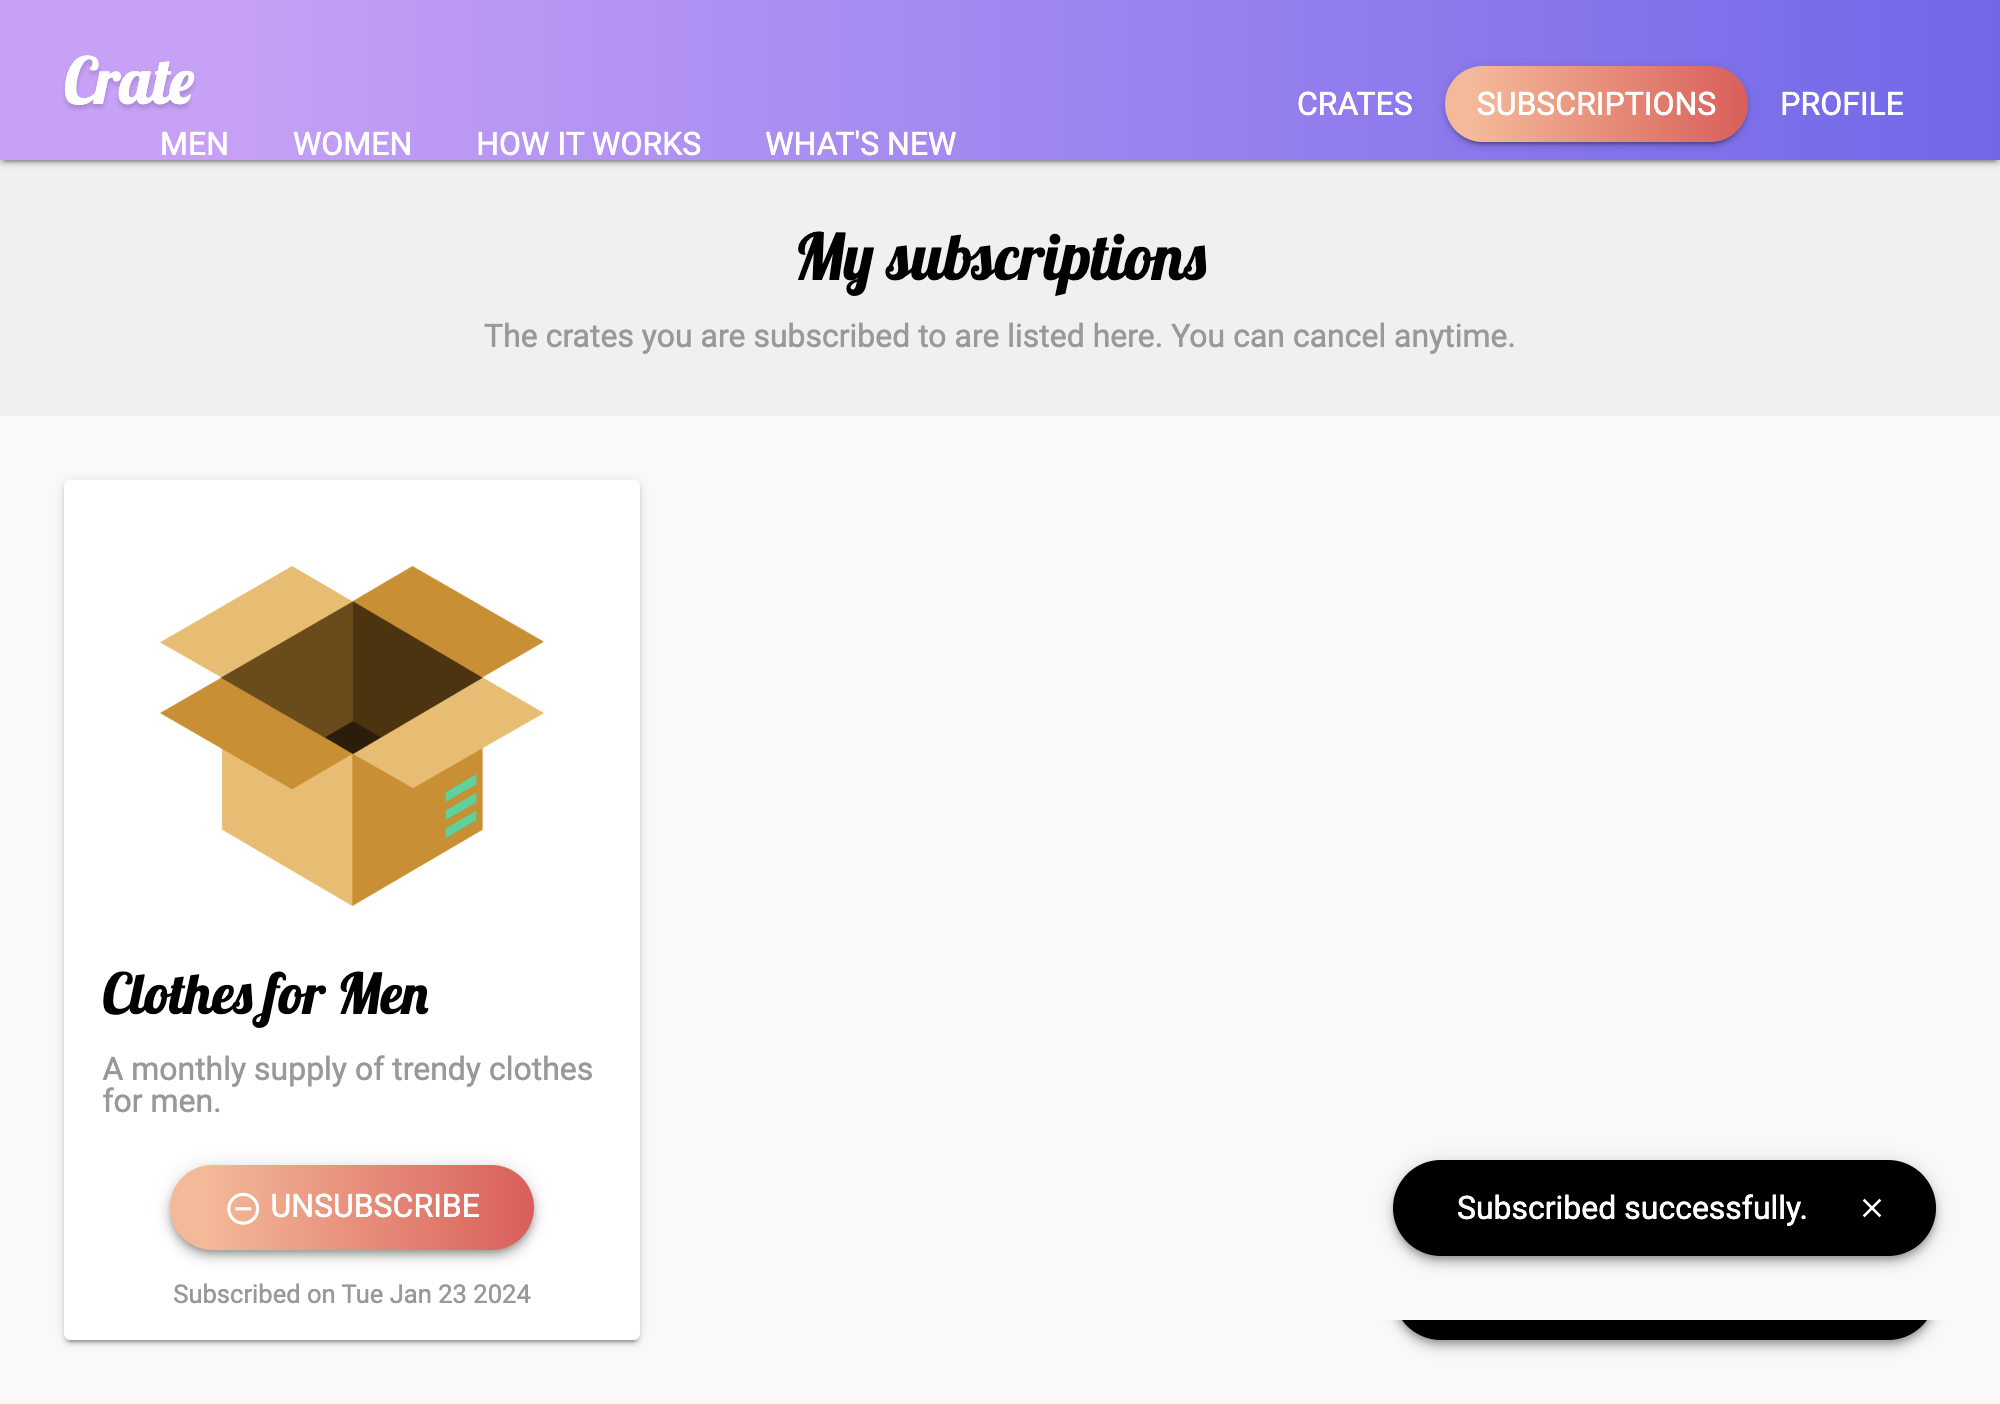 Crate
MEN WOMEN HOW IT WORKS WHAT'S NEW
CRATES SUBSCRIPTIONS PROFILE
My subscriptions
The crates you are subscribed to are listed here. You can cancel anytime.
Clothes for Men
A monthly supply of trendy clothes
for men.
UNSUBSCRIBE
Subscribed on Tue Jan 23 2024
Subscribed successfully.